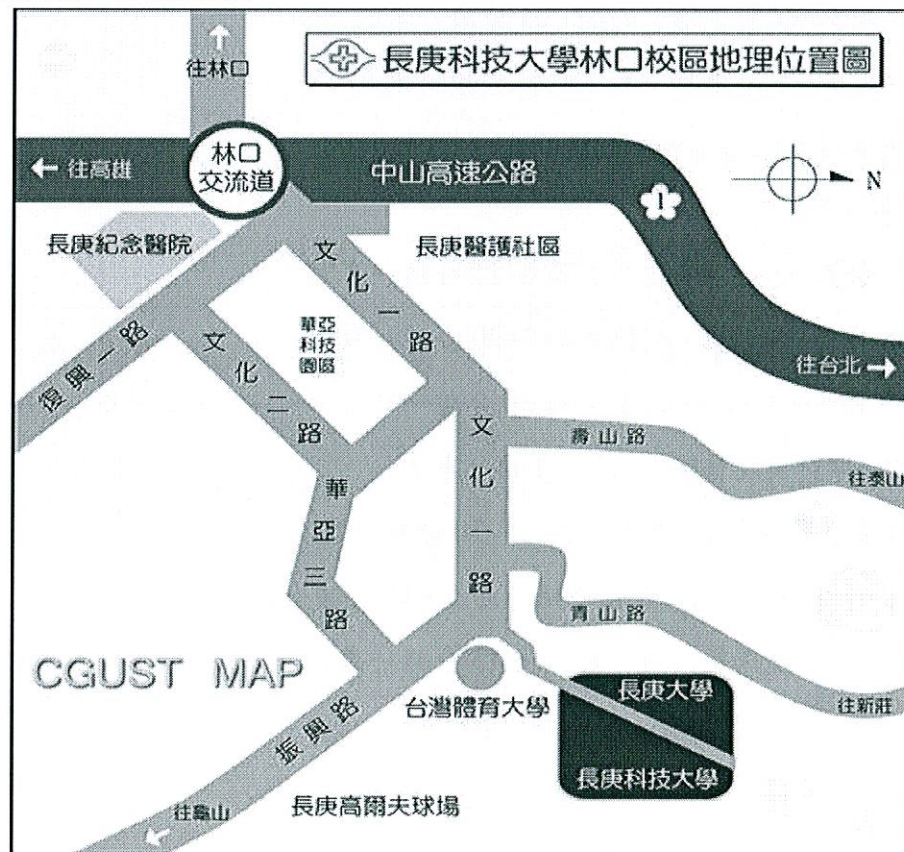 長庚科技大學林口校區地理位置圖
往林口
林口
交流道
往高雄
中山高速公路
1
N
長庚紀念醫院
長庚醫護社區
文化一路
華亞
科技
園區
復興一路
文化二路
往台北
文化一路
壽山路
往泰山
華亞三路
青山路
往新莊
CGUST MAP
台灣體育大學
長庚大學
長庚科技大學
振興路
往龜山
長庚高爾夫球場